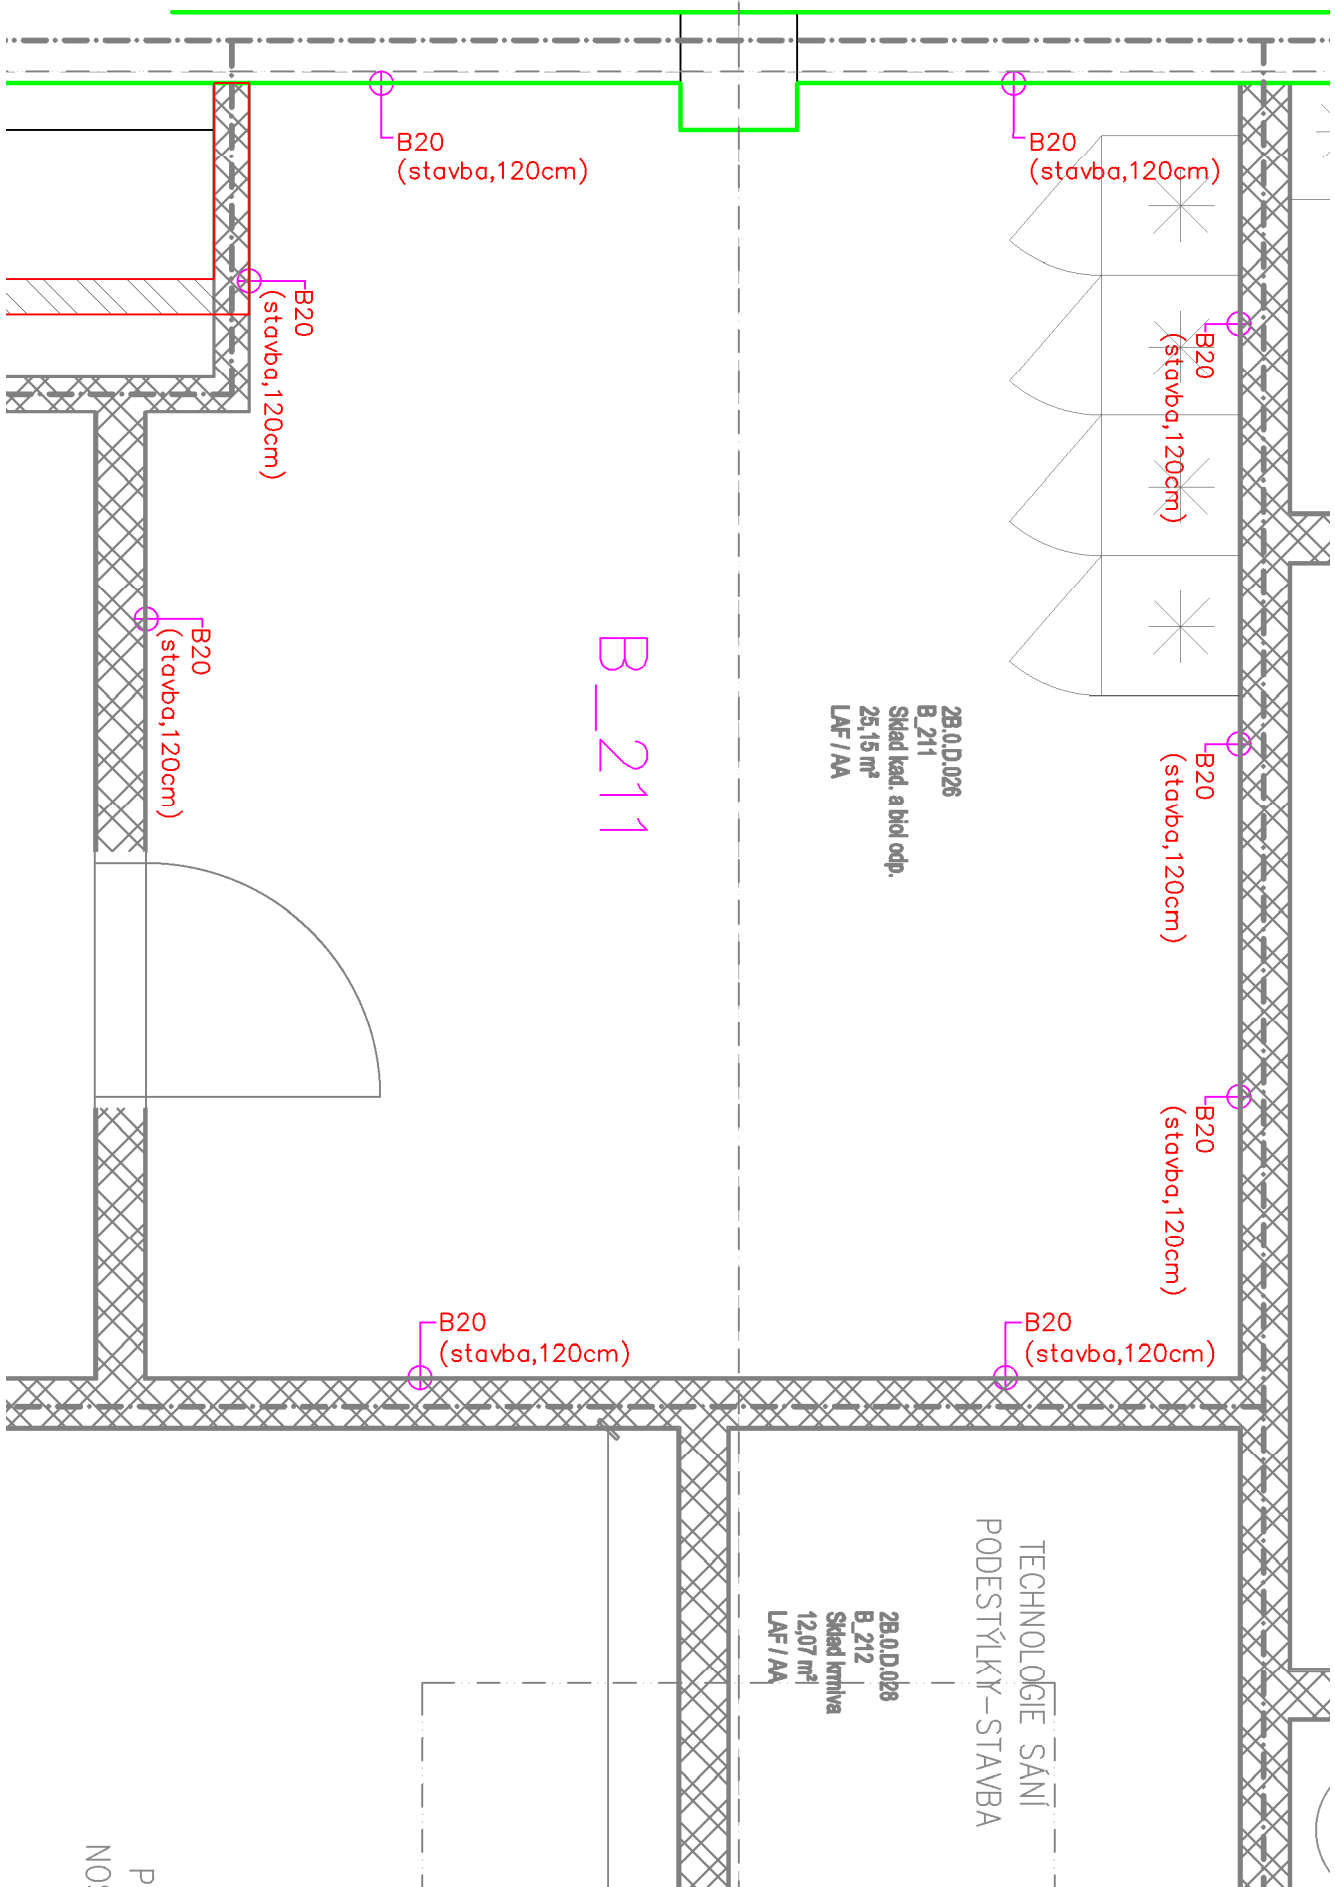 B20
(stavba,120cm)
B20
(stavba,120cm)
B20
(stavba,120cm)
B20
(stavba,120cm)
B20
(stavba,120cm)
B_211
2B.0.D.026
B_211
Sklad kad. a biol odp.
25,15 m²
LAF / AA
B20
(stavba,120cm)
B20
(stavba,120cm)
B20
(stavba,120cm)
B20
(stavba,120cm)
TECHNOLOGIE SÁNÍ
PODESTÝLKY-STAVBA
2B.0.D.028
B_212
Sklad krmiva
12,07 m²
LAF / AA